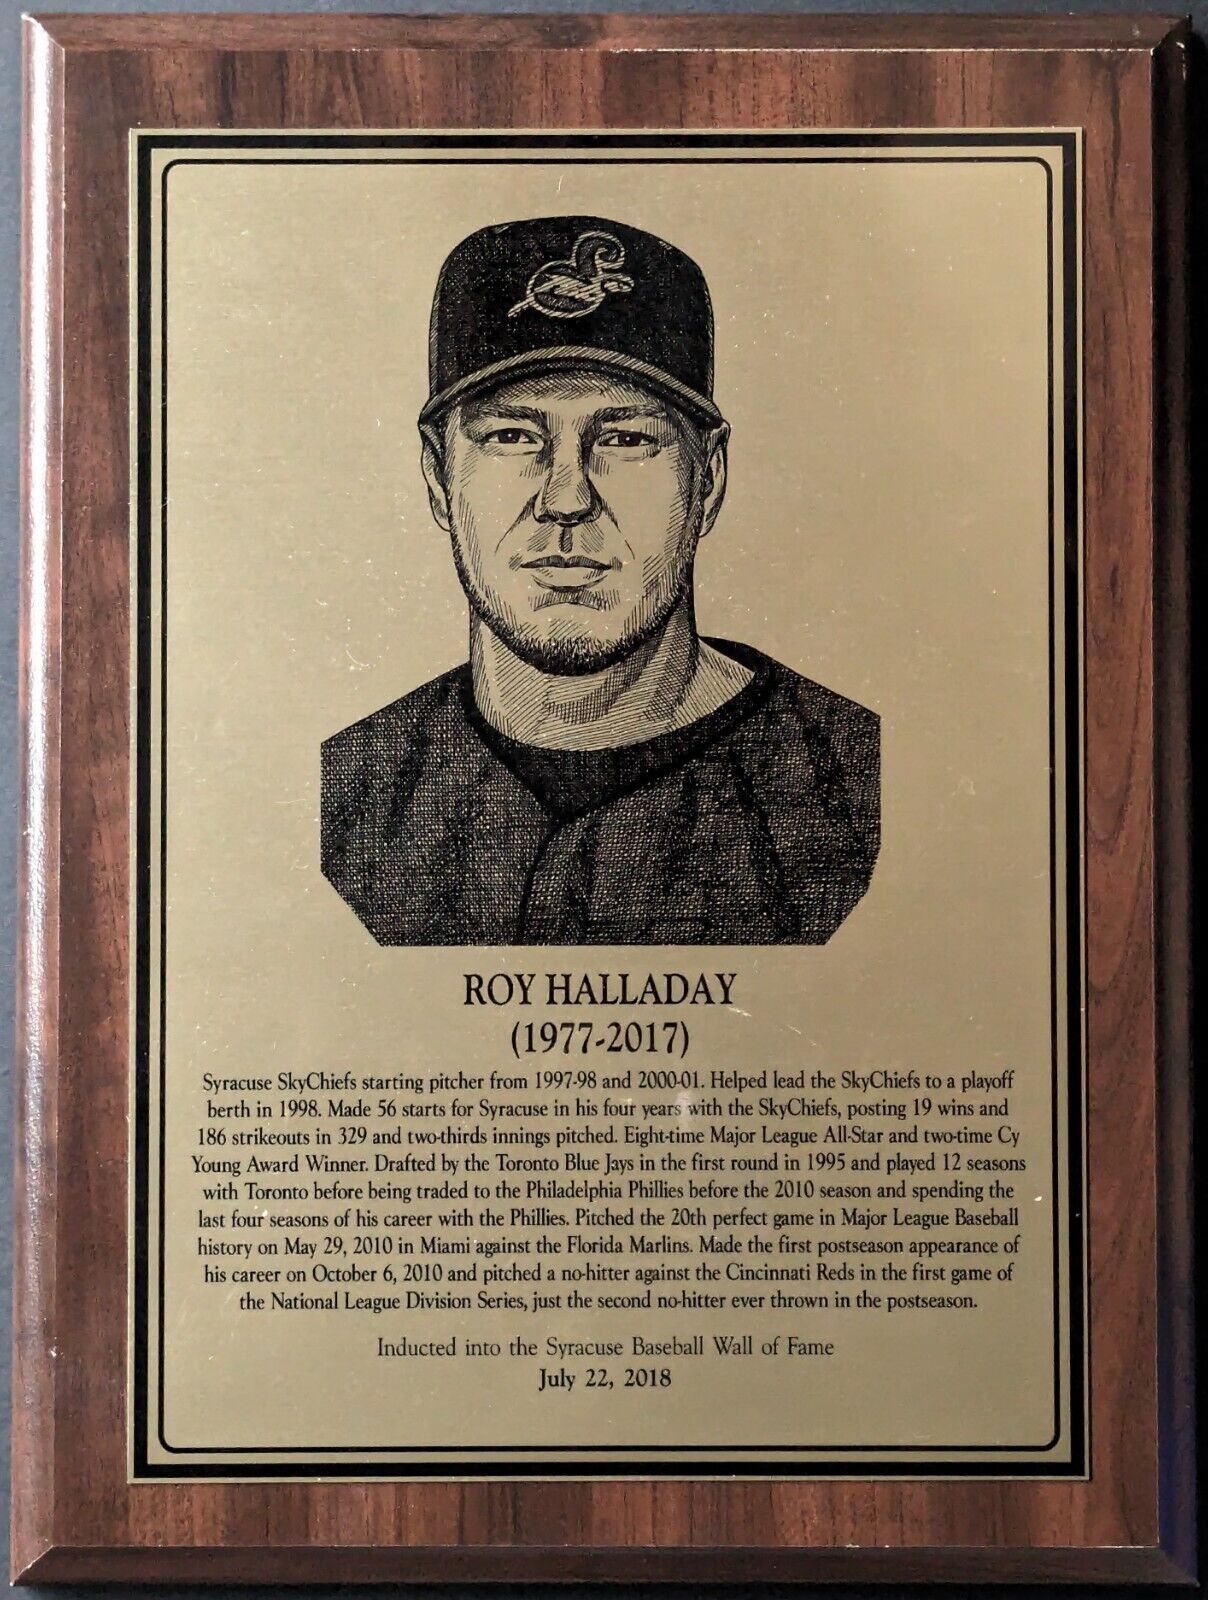 ROY HALLADAY
(1977-2017)
Syracuse SkyChiefs starting pitcher from 1997-98 and 2000-01. Helped lead the SkyChiefs to a playoff
berth in 1998. Made 56 starts for Syracuse in his four years with the SkyChiefs, posting 19 wins and
186 strikeouts in 329 and two-thirds innings pitched. Eight-time Major League All-Star and two-time Cy
Young Award Winner. Drafted by the Toronto Blue Jays in the first round in 1995 and played 12 seasons
with Toronto before being traded to the Philadelphia Phillies before the 2010 season and spending the
last four seasons of his career with the Phillies. Pitched the 20th perfect game in Major League Baseball
history on May 29, 2010 in Miami against the Florida Marlins. Made the first postseason appearance of
his career on October 6, 2010 and pitched a no-hitter against the Cincinnati Reds in the first game of
the National League Division Series, just the second no-hitter ever thrown in the postseason.
Inducted into the Syracuse Baseball Wall of Fame
July 22, 2018